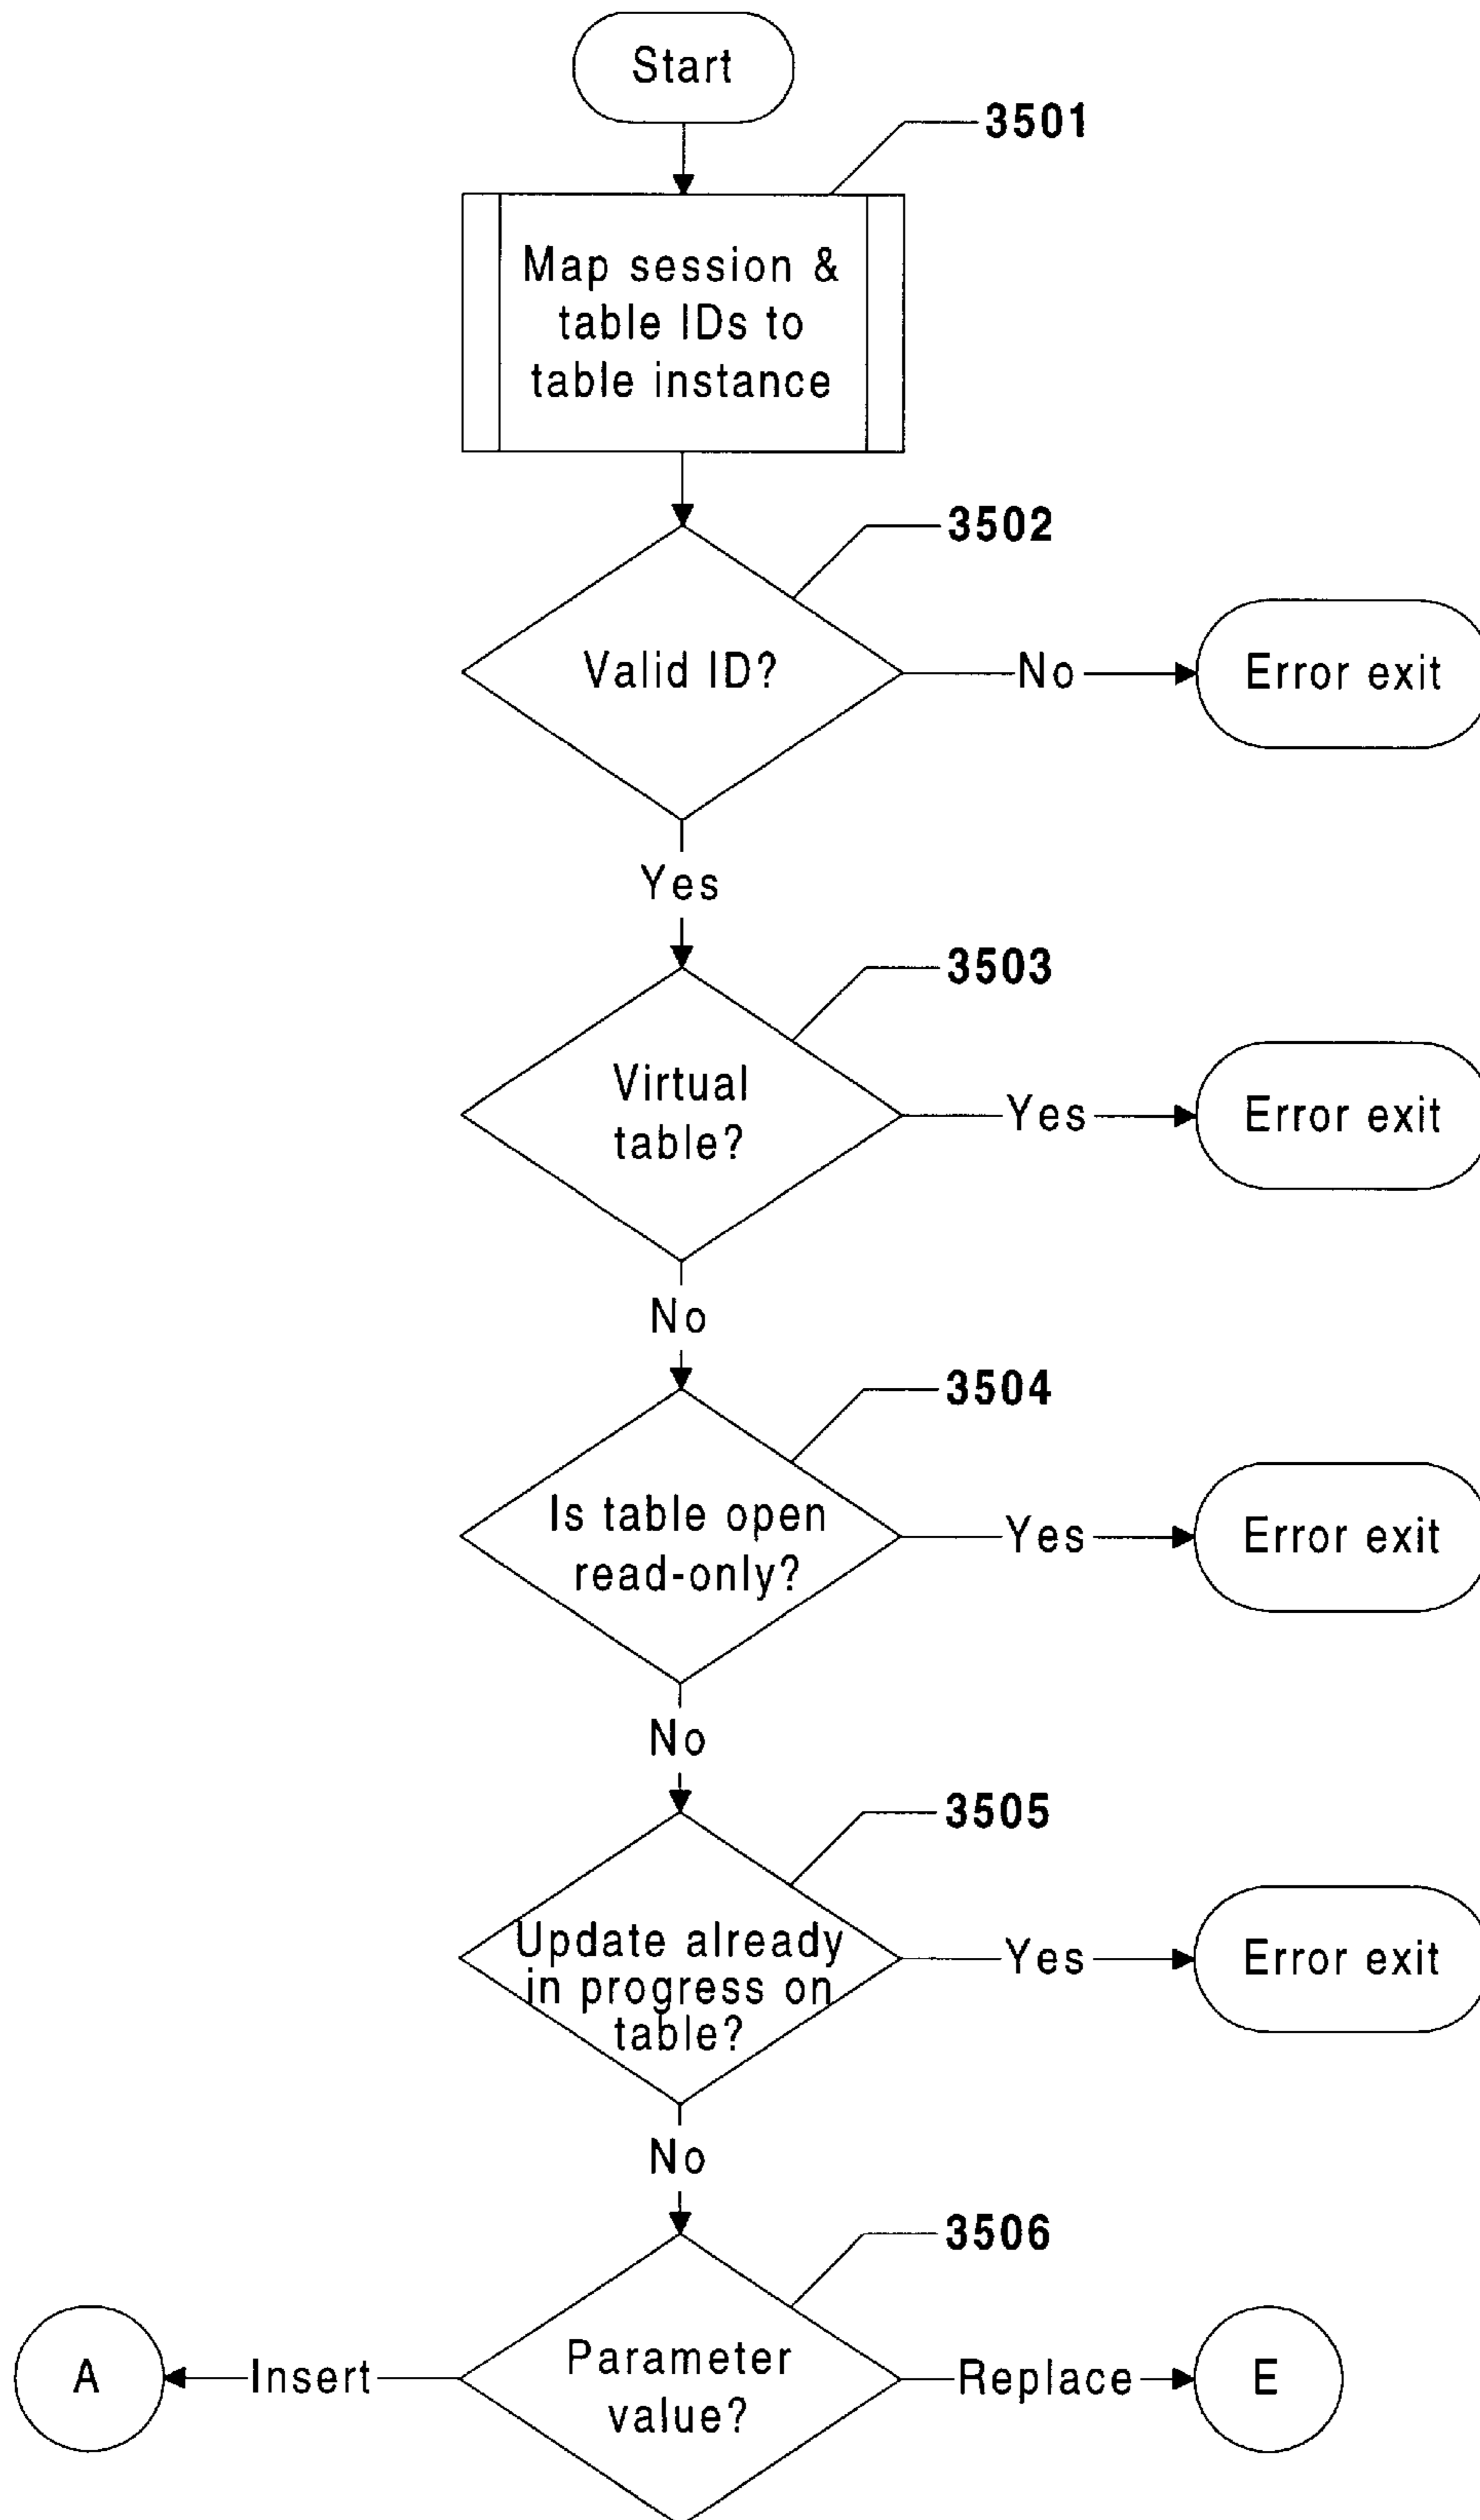 Start
3501
Map session &
table IDs to
table instance
3502
Valid ID?
No
Error exit
Yes
3503
Virtual
table?
Yes
Error exit
No
3504
Is table open
read-only?
Yes
Error exit
No
3505
Update already
in progress on
table?
Yes
Error exit
No
3506
A
Insert
Parameter
value?
Replace
E